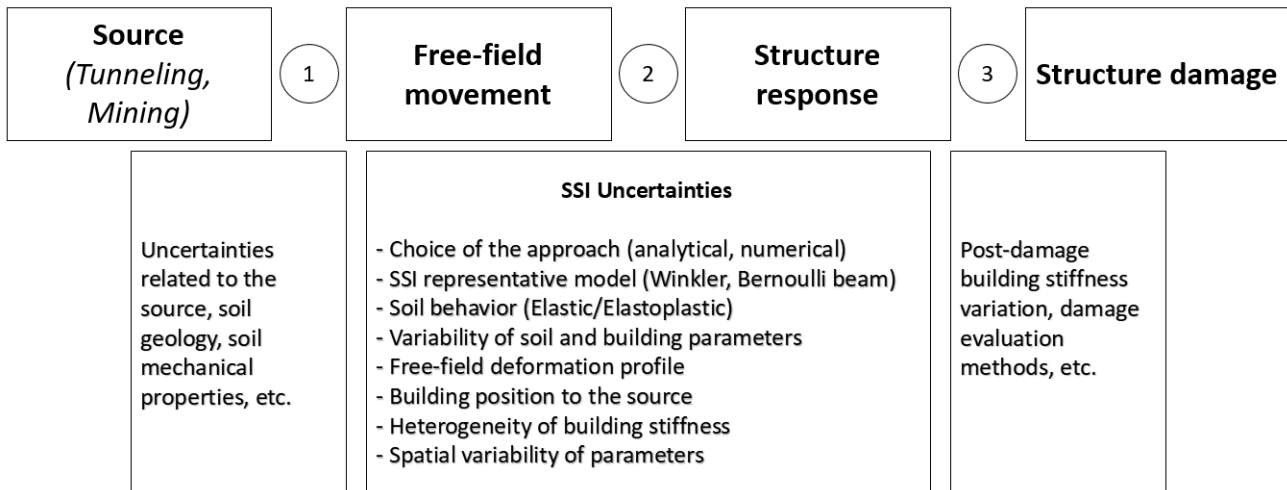 Source
(Tunneling,
Mining)
1
Free-field
movement
2
Structure
response
3
Structure damage
Uncertainties
related to the
source, soil
geology, soil
mechanical
properties, etc.
SSI Uncertainties
- Choice of the approach (analytical, numerical)
- SSI representative model (Winkler, Bernoulli beam)
- Soil behavior (Elastic/Elastoplastic)
- Variability of soil and building parameters
- Free-field deformation profile
- Building position to the source
- Heterogeneity of building stiffness
- Spatial variability of parameters
Post-damage
building stiffness
variation, damage
evaluation
methods, etc.